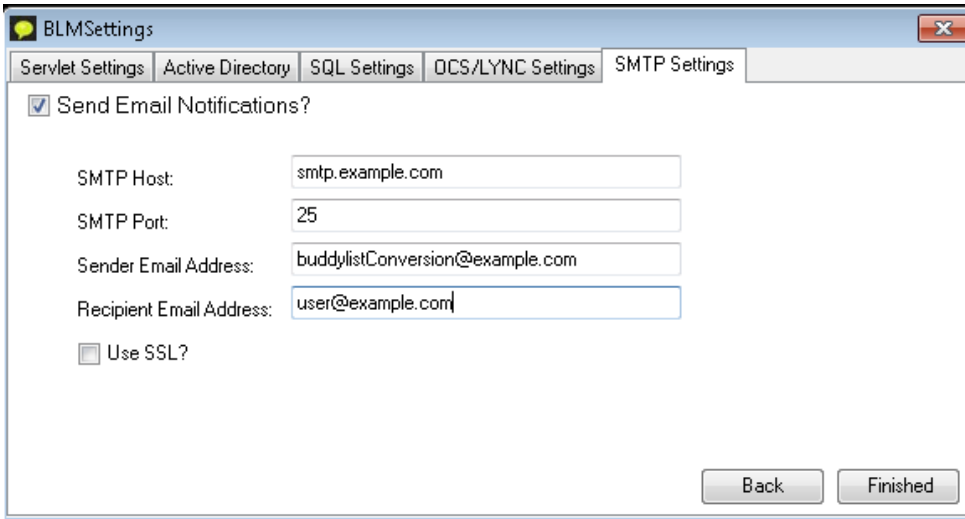 BLMSettings
Servlet Settings Active Directory SQL Settings OCS/LYNC Settings SMTP Settings
Send Email Notifications?
SMTP Host: smtp.example.com
SMTP Port: 25
Sender Email Address: buddylistConversion@example.com
Recipient Email Address: user@example.com
Use SSL?
Back Finished